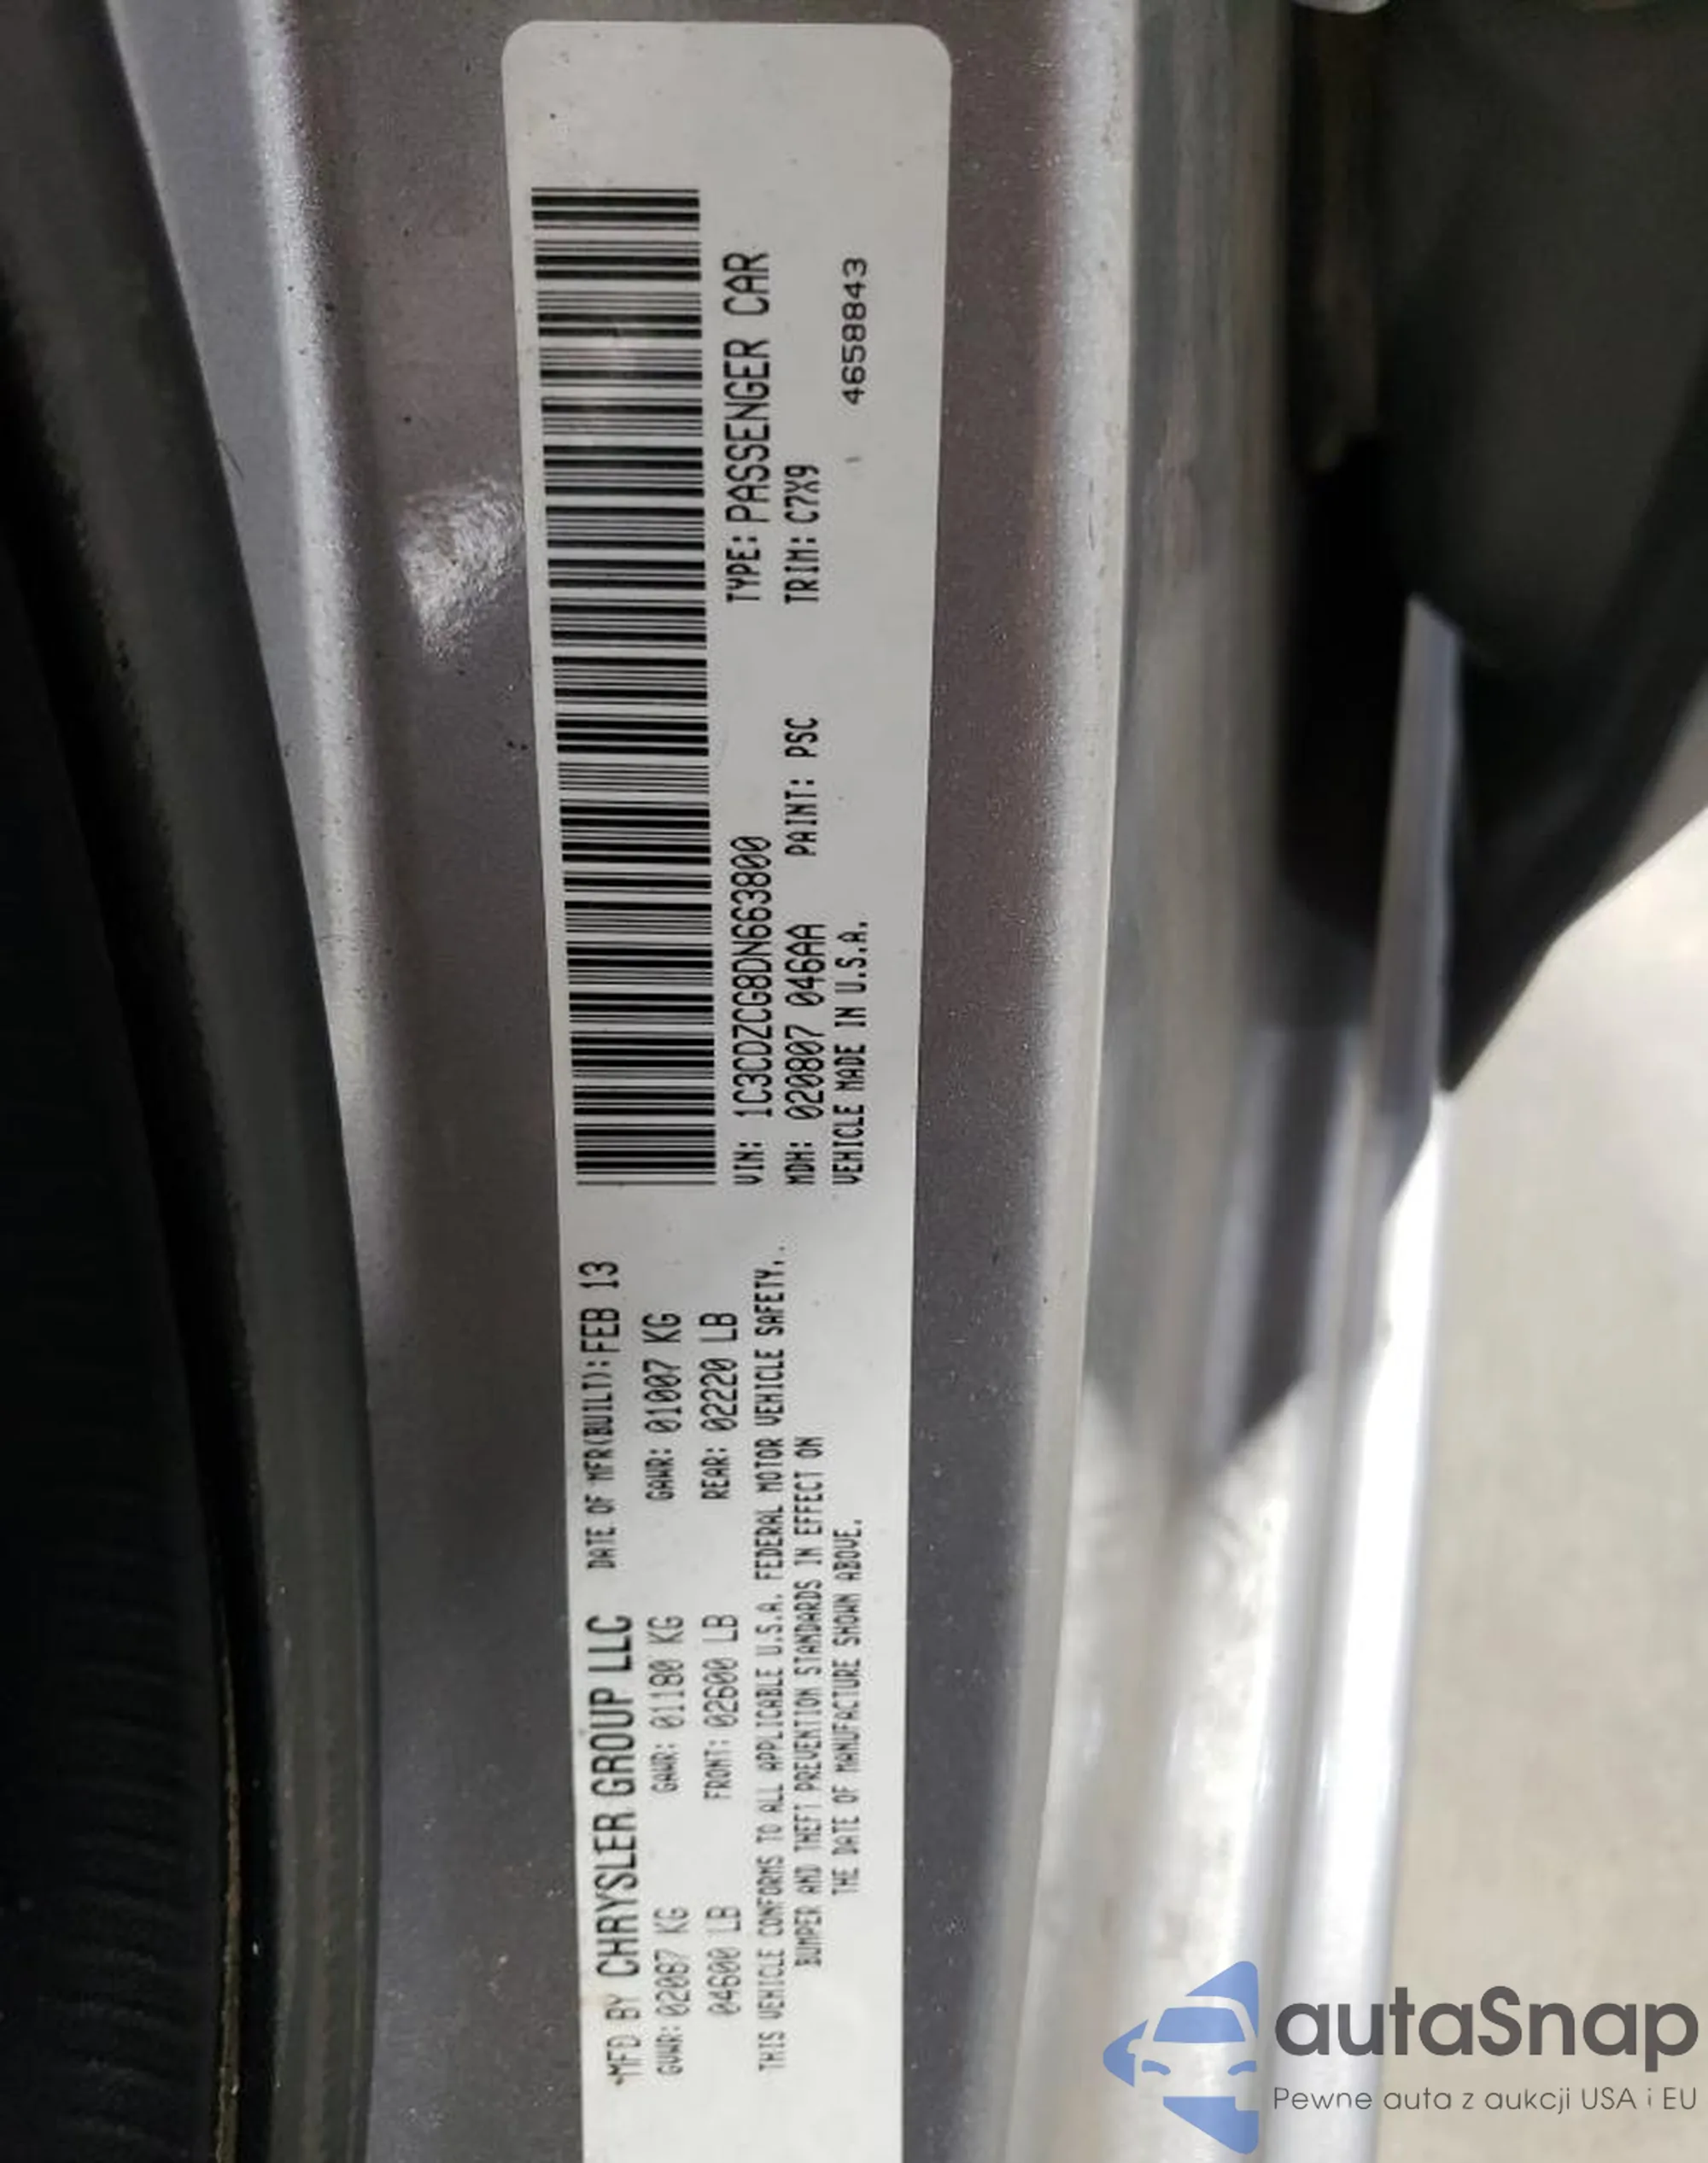 *MFD BY CHRYSLER GROUP LLC DATE OF MFR(BUILT):FEB 13
GVWR:02087 KG GAWR: 01180 KG GAWR: 01007 KG
04600 LB FRONT: 02600 LB REAR: 02220 LB
THIS VEHICLE CONFORMS TO ALL APPLICABLE U.S.A. FEDERAL MOTOR VEHICLE SAFETY,.
BUMPER AND THEFT PREVENTION STANDARDS IN EFFECT ON
THE DATE OF MANUFACTURE SHOWN ABOVE.
VIN: 1C3CDZCG8DN663800 TYPE: PASSENGER CAR
MDH: 020807 046AA PAINT: PSC TRIM: C7X9
VEHICLE MADE IN U.S.A. 4658843
autaSnap
Pewne auta z aukcji USA i EU